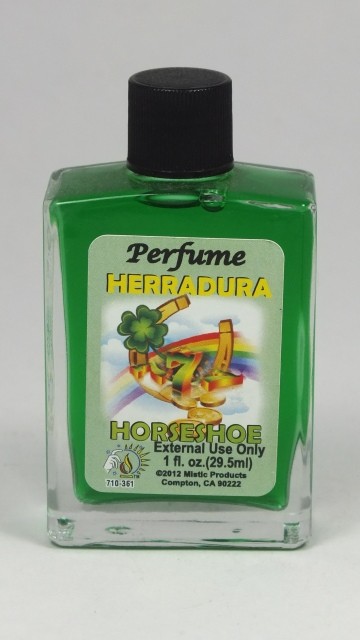 Perfume
HERRADURA
7
HORSESHOE
External Use Only
1 fl. oz.(29.5ml)
©2012 Mistic Products
Compton, CA 90222
710-361